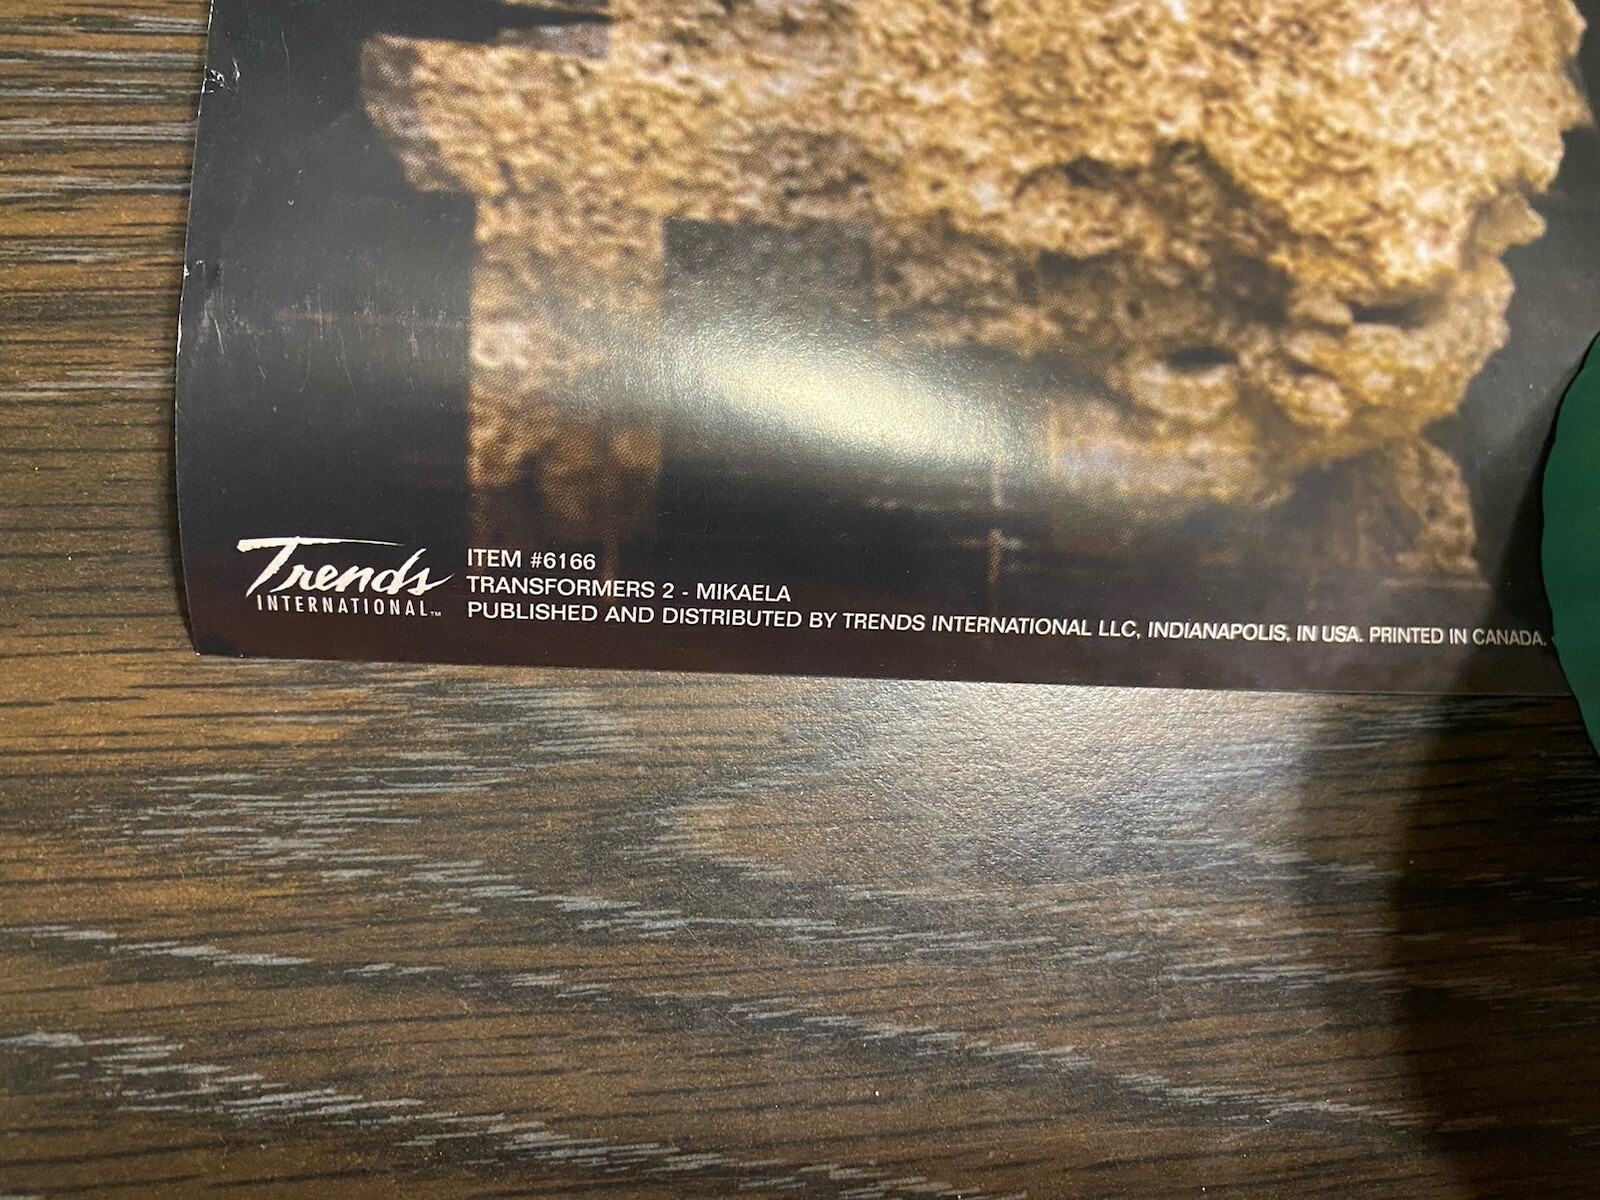 Trends
INTERNATIONAL™
ITEM #6166
TRANSFORMERS 2 - MIKAELA
PUBLISHED AND DISTRIBUTED BY TRENDS INTERNATIONAL LLC, INDIANAPOLIS, IN USA. PRINTED IN CANADA.